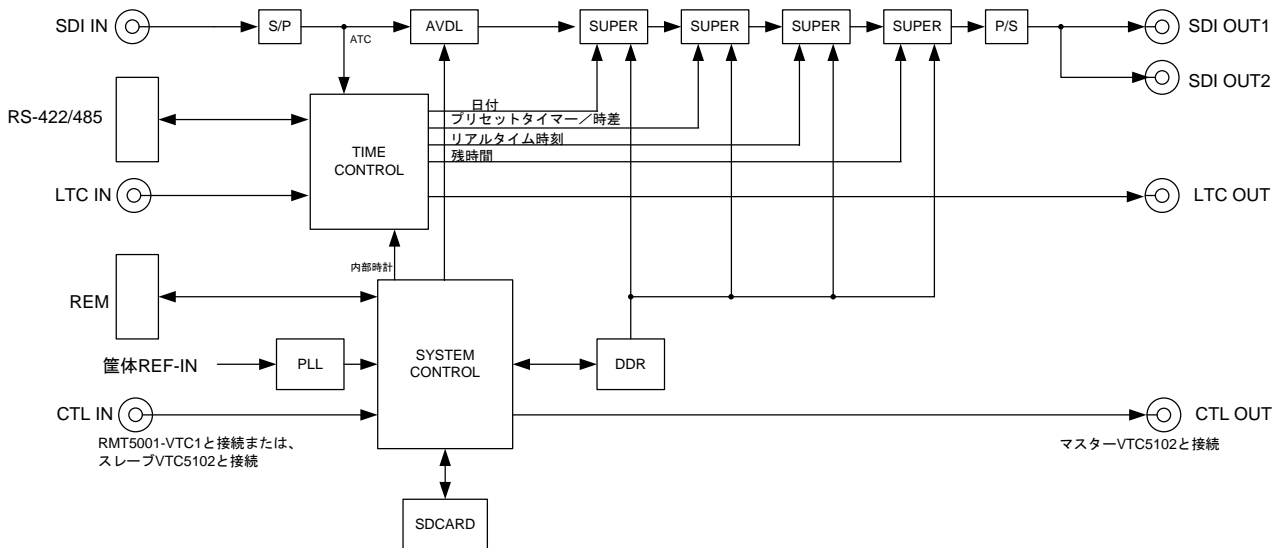 SDI IN
S/P
AVDL
SUPER
SUPER
SUPER
SUPER
P/S
SDI OUT1
ATC
SDI OUT2
RS-422/485
日付
プリセットタイマー／時差
リアルタイム時刻
残時間
TIME
CONTROL
LTC IN
LTC OUT
内部時計
REM
筐体REF-IN
PLL
SYSTEM
CONTROL
DDR
CTL IN
CTL OUT
RMT5001-VTC1と接続または、
スレーブVTC5102と接続
マスターVTC5102と接続
SDCARD